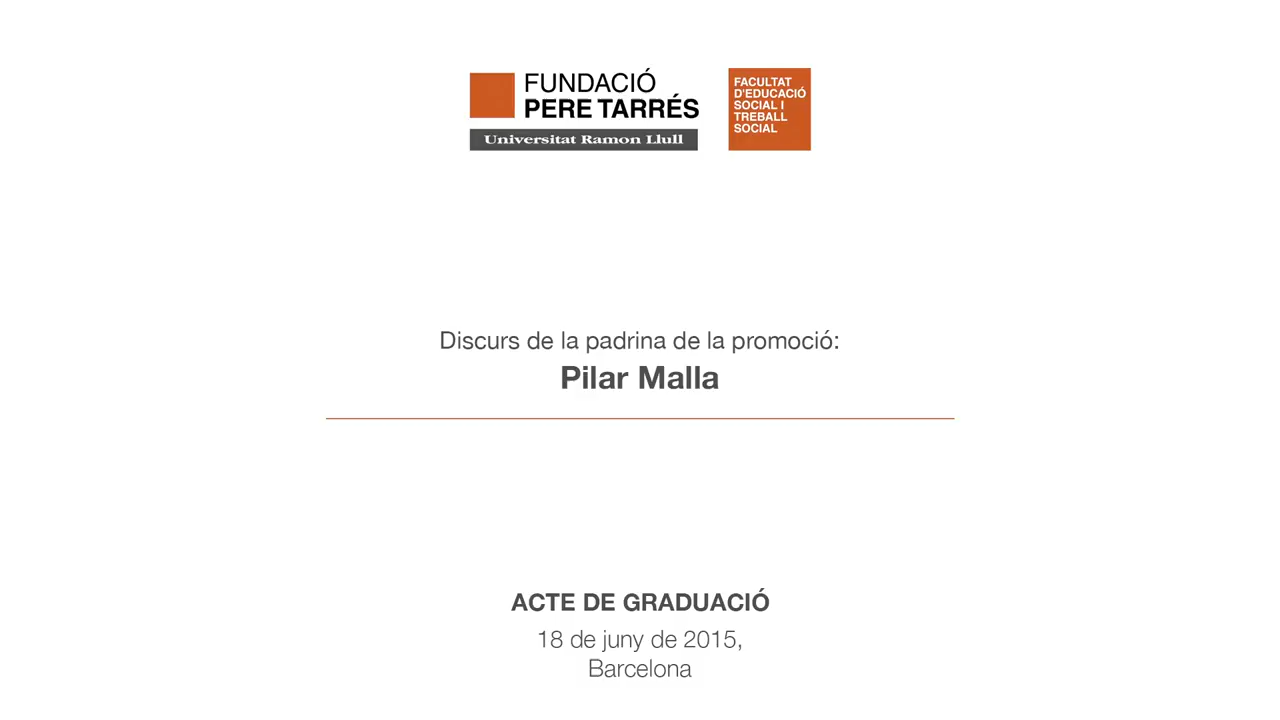 FUNDACIÓ
PERE TARRÉS
Universitat Ramon Llull
FACULTAT
D'EDUCACIÓ
SOCIAL I
TREBALL
SOCIAL
Discurs de la padrina de la promoció:
Pilar Malla
ACTE DE GRADUACIÓ
18 de juny de 2015,
Barcelona